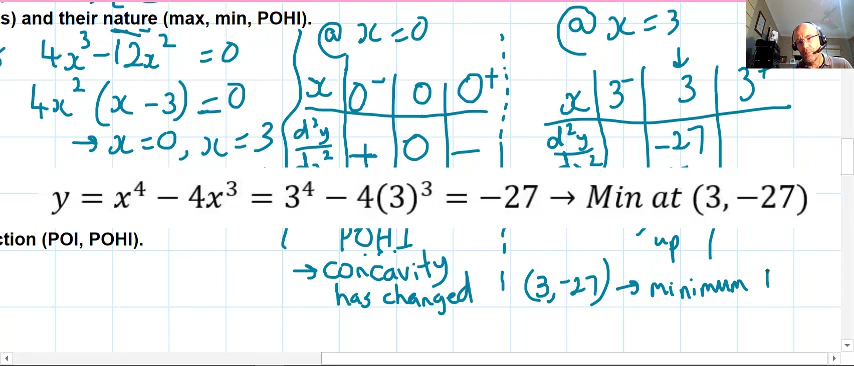 s) and their nature (max, min, POHI).
4x³ - 12x² = 0
4x² (x - 3) = 0
→ x = 0, x = 3
@ x = 0
x 0⁻ 0 0⁺
d²y/dx² + 0 -
@ x = 3
↓
x 3⁻ 3 3⁺
d²y/dx² -27
y = x⁴ − 4x³ = 3⁴ − 4(3)³ = −27 → Min at (3, −27)
ction (POI, POHI).
POHI
→ concavity
has changed
up
(3, -27) → minimum